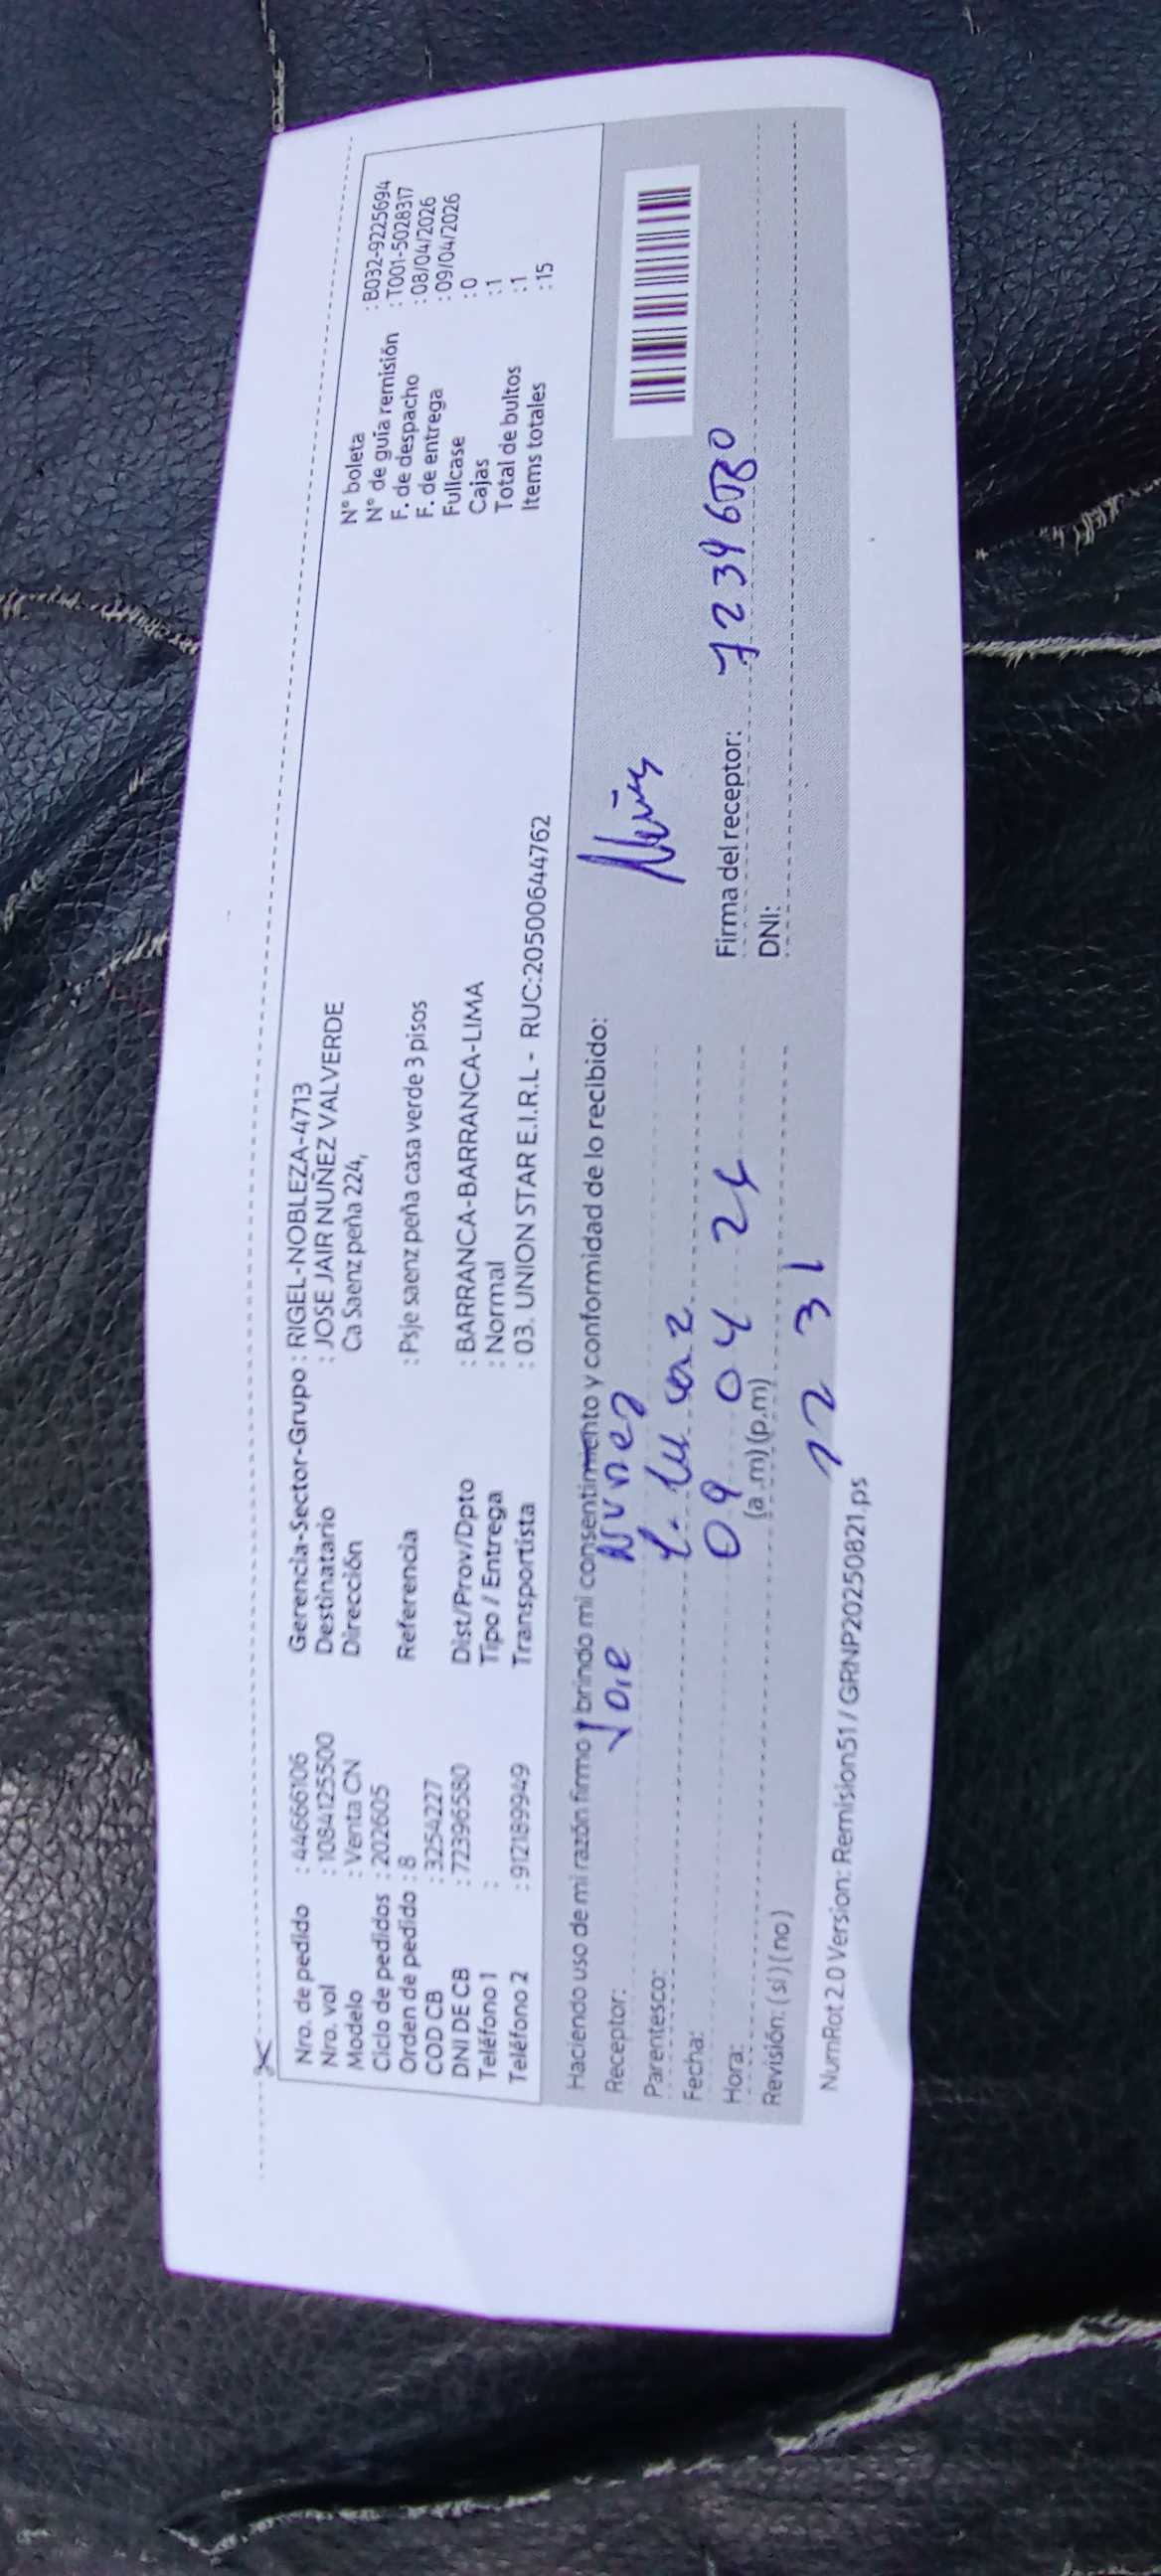 Nro. de pedido : 44666106
Nro. vol : 1084125500
Modelo : Venta CN
Ciclo de pedidos : 202605
Orden de pedido : 8
COD CB : 3254227
DNI DE CB : 72396580
Teléfono 1 :
Teléfono 2 : 912189949
Gerencia-Sector-Grupo : RIGEL-NOBLEZA-4713
Destinatario : JOSE JAIR NUÑEZ VALVERDE
Dirección Ca Saenz peña 224,
Referencia : Psje saenz peña casa verde 3 pisos
Dist/Prov/Dpto : BARRANCA-BARRANCA-LIMA
Tipo / Entrega : Normal
Transportista : 03. UNION STAR E.I.R.L - RUC:20500644762
N° boleta : B032-9225694
N° de guía remisión : T001-5028317
F. de despacho : 08/04/2026
F. de entrega : 09/04/2026
Fullcase : 0
Cajas : 1
Total de bultos : 1
Items totales : 15
Haciendo uso de mi razón firmo y brindo mi consentimiento y conformidad de lo recibido:
Receptor: Jose Nuñez
Parentesco:
Fecha: 09 04 26
Hora: (a .m) (p.m) 12 31
Revisión: ( sí ) ( no )
Firma del receptor:
DNI: 72396580
NumRot 2.0 Version: Remision51 / GRNP20250821.ps